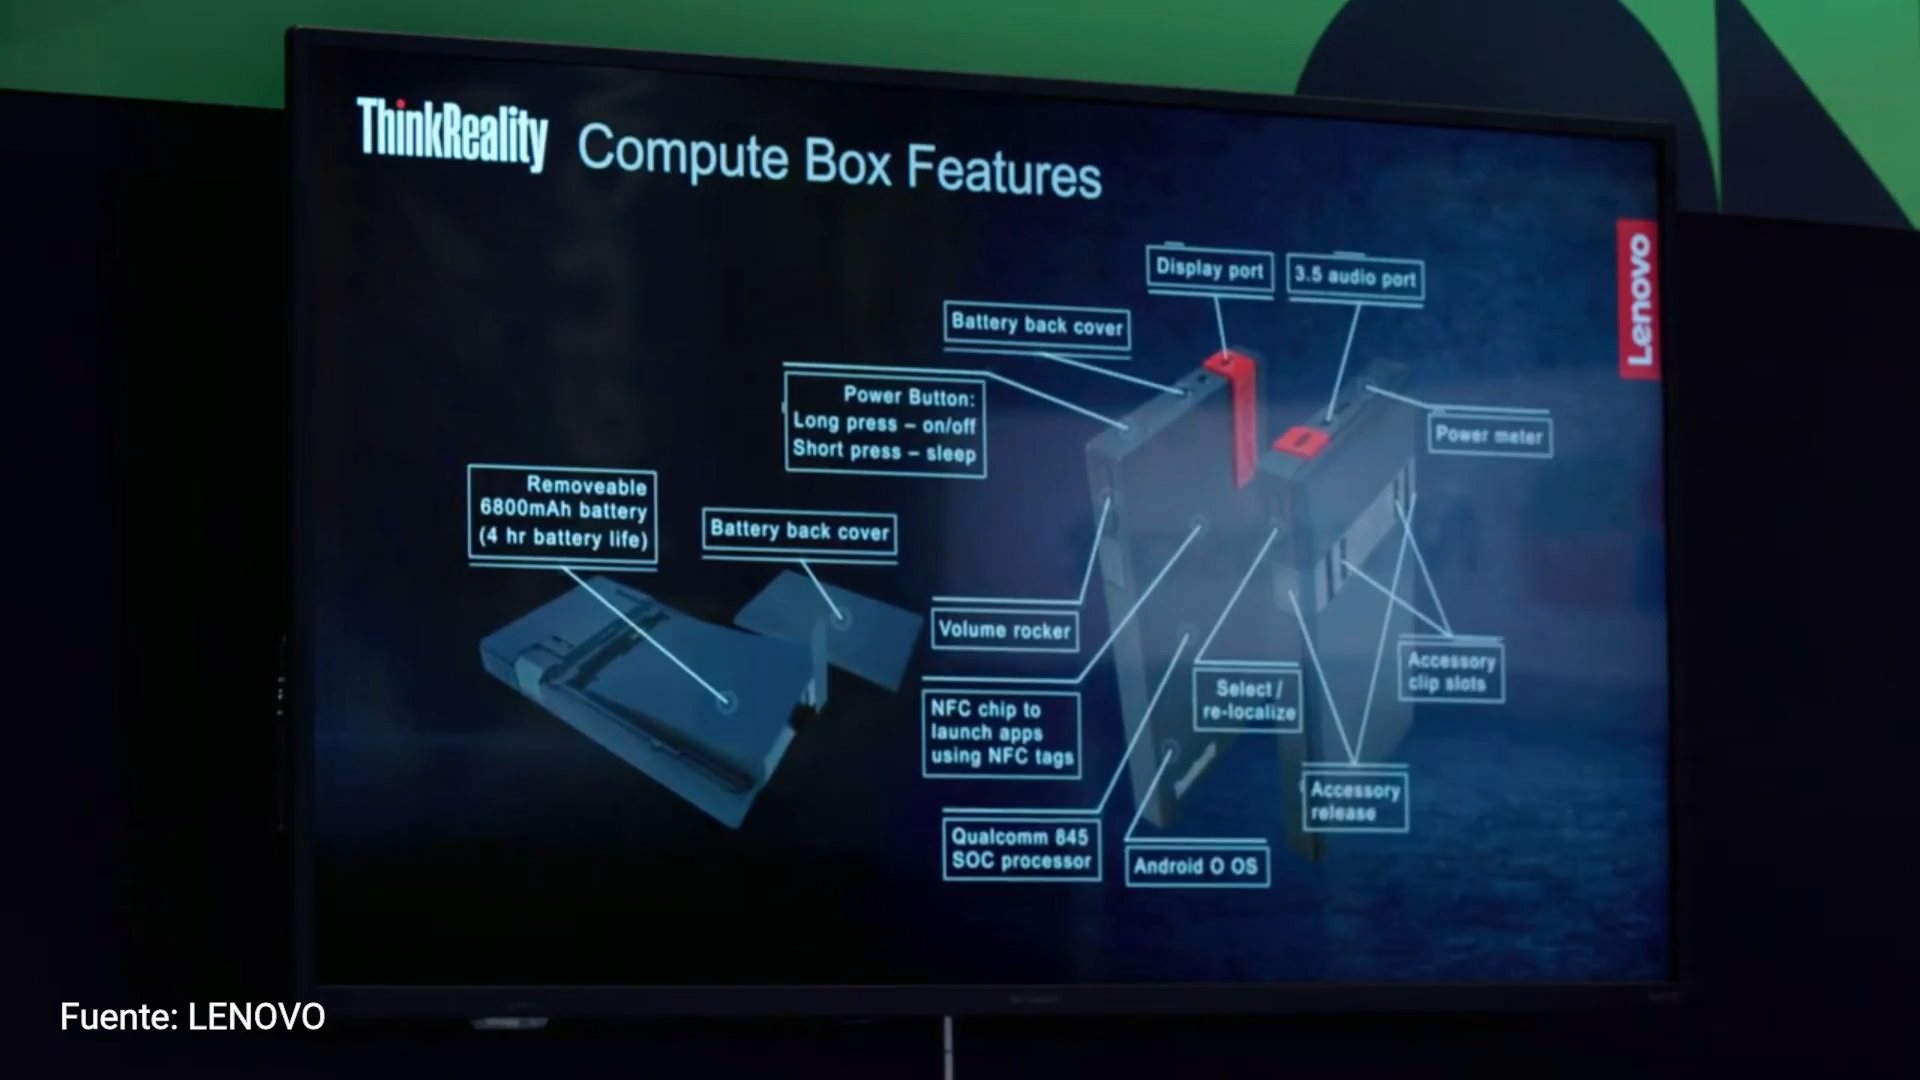 ThinkReality Compute Box Features
Lenovo
Display port
3.5 audio port
Battery back cover
Power Button:
Long press – on/off
Short press – sleep
Power meter
Removeable
6800mAh battery
(4 hr battery life)
Battery back cover
Volume rocker
Accessory
clip slots
Select /
re-localize
NFC chip to
launch apps
using NFC tags
Accessory
release
Qualcomm 845
SOC processor
Android O OS
Fuente: LENOVO